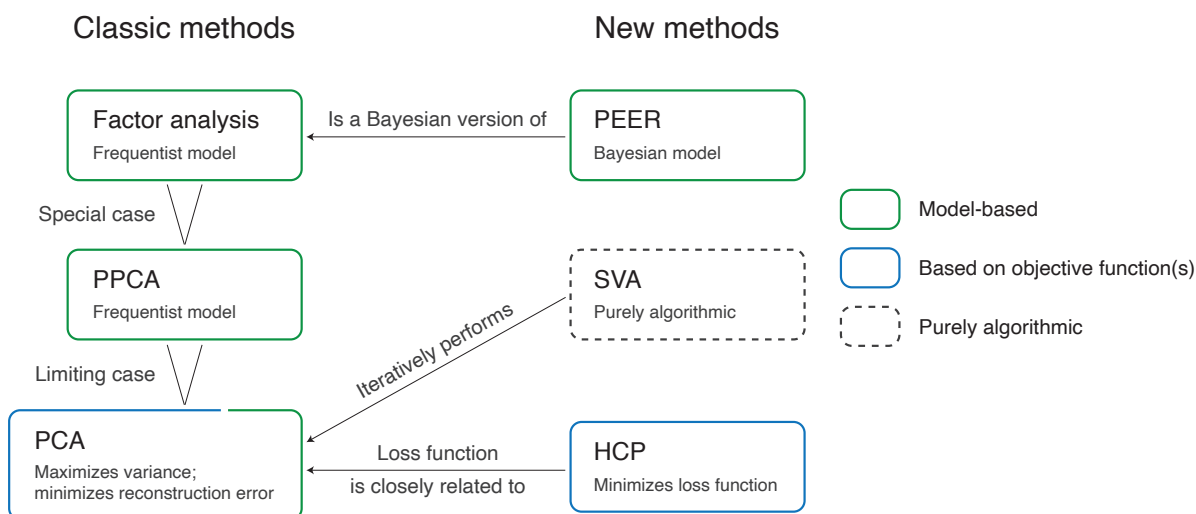 Classic methods
New methods
Factor analysis
Frequentist model
Is a Bayesian version of
PEER
Bayesian model
Special case
PPCA
Frequentist model
SVA
Purely algorithmic
Iteratively performs
Limiting case
PCA
Maximizes variance;
minimizes reconstruction error
Loss function
is closely related to
HCP
Minimizes loss function
Model-based
Based on objective function(s)
Purely algorithmic